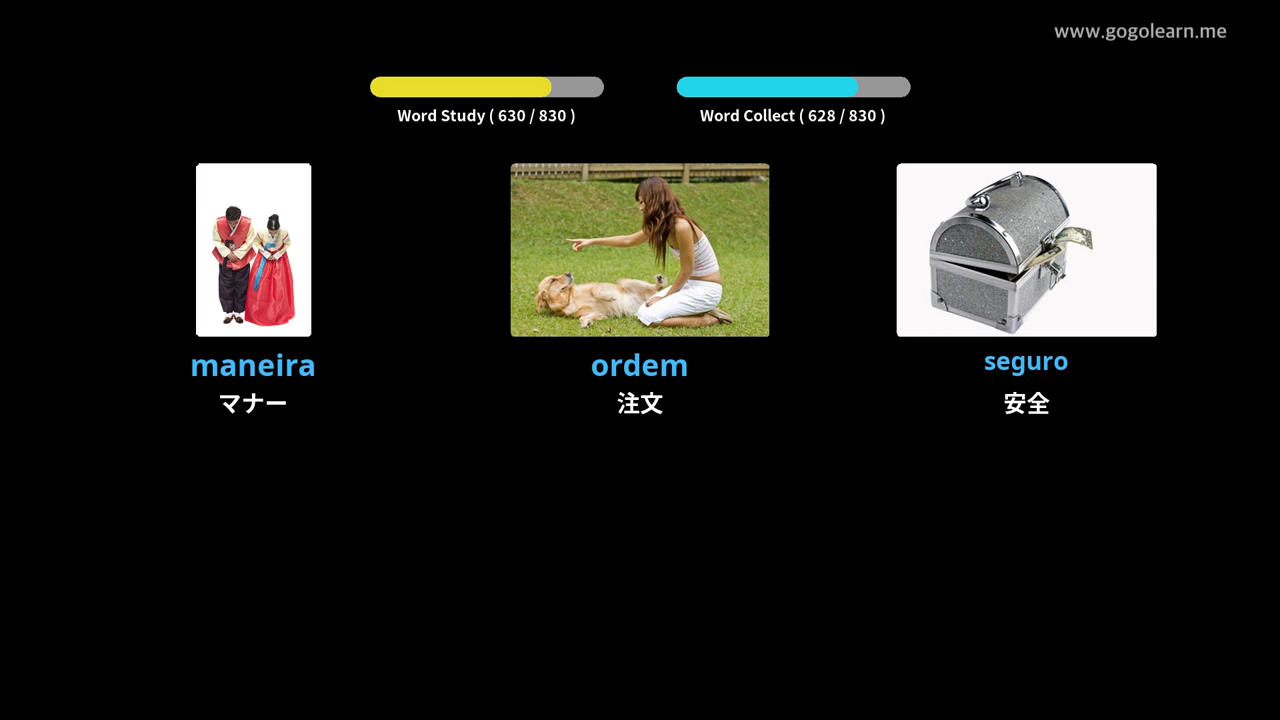 www.gogolearn.me
Word Study ( 630 / 830 )
Word Collect ( 628 / 830 )
maneira
マナー
ordem
注文
seguro
安全